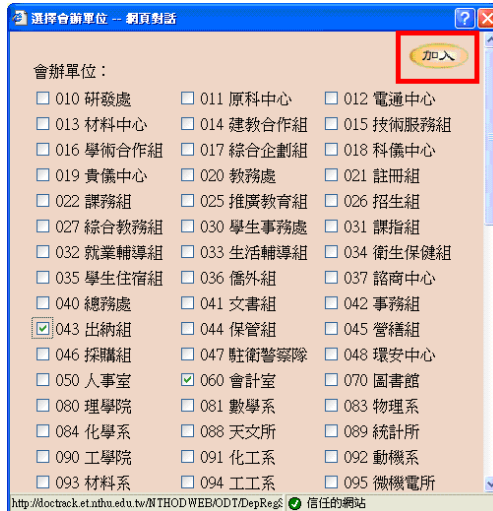 選擇會辦單位 -- 網頁對話
加入
會辦單位：
010 研發處 011 原科中心 012 電通中心
013 材料中心 014 建教合作組 015 技術服務組
016 學術合作組 017 綜合企劃組 018 科儀中心
019 貴儀中心 020 教務處 021 註冊組
022 課務組 025 推廣教育組 026 招生組
027 綜合教務組 030 學生事務處 031 課指組
032 就業輔導組 033 生活輔導組 034 衛生保健組
035 學生住宿組 036 僑外組 037 諮商中心
040 總務處 041 文書組 042 事務組
043 出納組 044 保管組 045 營繕組
046 採購組 047 駐衛警察隊 048 環安中心
050 人事室 060 會計室 070 圖書館
080 理學院 081 數學系 083 物理系
084 化學系 088 天文所 089 統計所
090 工學院 091 化工系 092 動機系
093 材料系 094 工工系 095 微機電所
http://doctrack.et.nthu.edu.tw/NTHODWEB/ODT/DepRegS 信任的網站